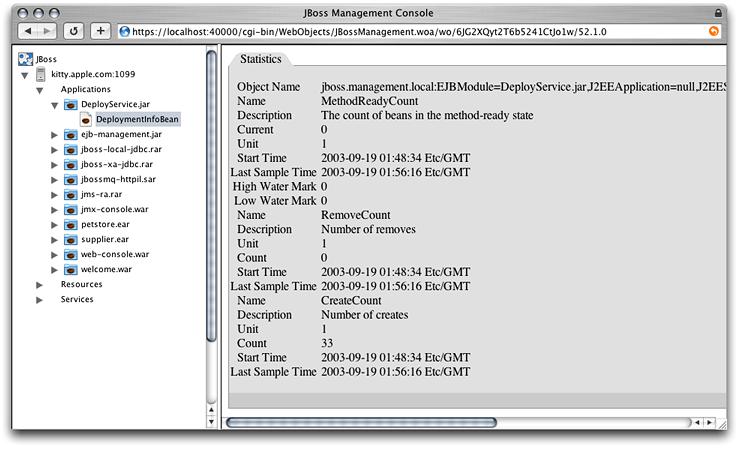 JBoss Management Console
https://localhost:40000/cgi-bin/WebObjects/JBossManagement.woa/wo/6JG2XQyt2T6b5241CtJo1w/52.1.0
JBoss
kitty.apple.com:1099
Applications
DeployService.jar
DeploymentInfoBean
ejb-management.jar
jboss-local-jdbc.rar
jboss-xa-jdbc.rar
jbossmq-httpil.sar
jms-ra.rar
jmx-console.war
petstore.ear
supplier.ear
web-console.war
welcome.war
Resources
Services
Statistics
Object Name jboss.management.local:EJBModule=DeployService.jar,J2EEApplication=null,J2EES
Name MethodReadyCount
Description The count of beans in the method-ready state
Current 0
Unit 1
Start Time 2003-09-19 01:48:34 Etc/GMT
Last Sample Time 2003-09-19 01:56:16 Etc/GMT
High Water Mark 0
Low Water Mark 0
Name RemoveCount
Description Number of removes
Unit 1
Count 0
Start Time 2003-09-19 01:48:34 Etc/GMT
Last Sample Time 2003-09-19 01:56:16 Etc/GMT
Name CreateCount
Description Number of creates
Unit 1
Count 33
Start Time 2003-09-19 01:48:34 Etc/GMT
Last Sample Time 2003-09-19 01:56:16 Etc/GMT